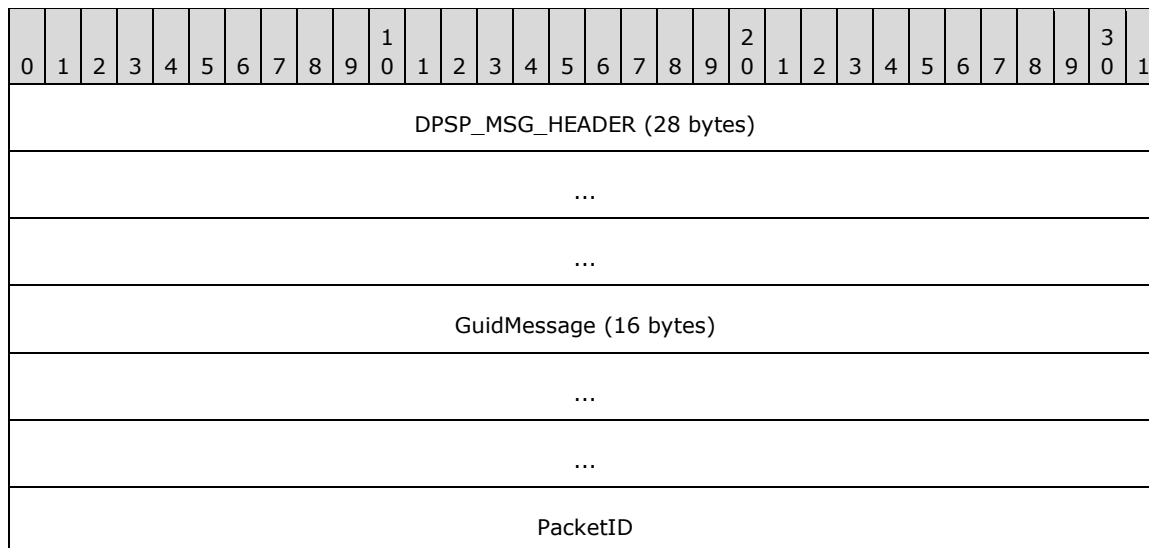 1 2 3
0 1 2 3 4 5 6 7 8 9 0 1 2 3 4 5 6 7 8 9 0 1 2 3 4 5 6 7 8 9 0 1
DPSP_MSG_HEADER (28 bytes)
...
...
GuidMessage (16 bytes)
...
...
PacketID